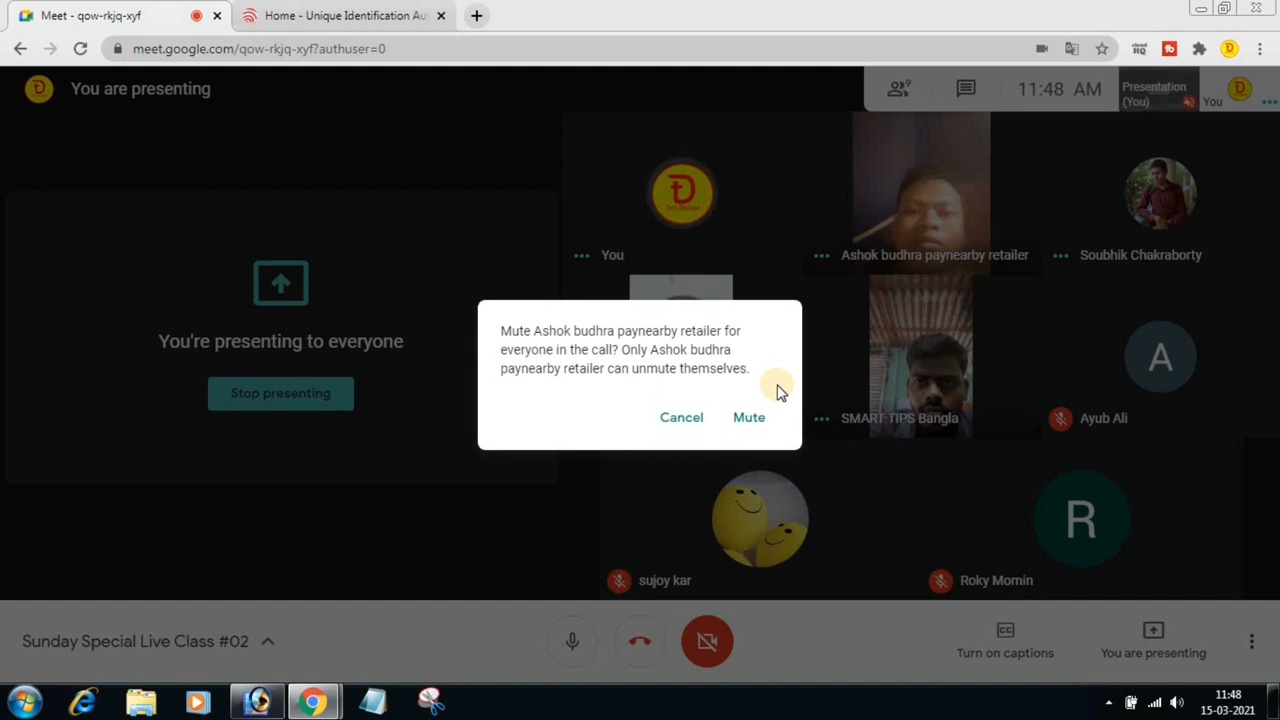 Meet - qow-rkjq-xyf
Home - Unique Identification Au
meet.google.com/qow-rkjq-xyf?authuser=0
You are presenting
9
11:48 AM
Presentation
(You)
You
You
Ashok budhra paynearby retailer
Soubhik Chakraborty
You're presenting to everyone
Stop presenting
Mute Ashok budhra paynearby retailer for
everyone in the call? Only Ashok budhra
paynearby retailer can unmute themselves.
Cancel
Mute
SMART TIPS Bangla
A
Ayub Ali
R
sujoy kar
Roky Momin
Sunday Special Live Class #02
CC
Turn on captions
You are presenting
11:48
15-03-2021